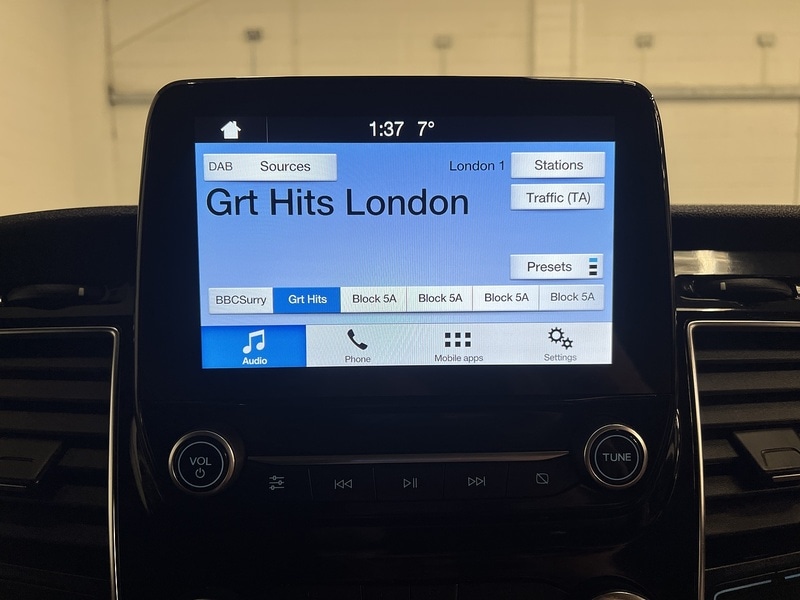 1:37 7°
DAB Sources
London 1 Stations
Grt Hits London
Traffic (TA)
Presets
BBCSurry Grt Hits Block 5A Block 5A Block 5A Block 5A
Audio Phone Mobile apps Settings
VOL
TUNE